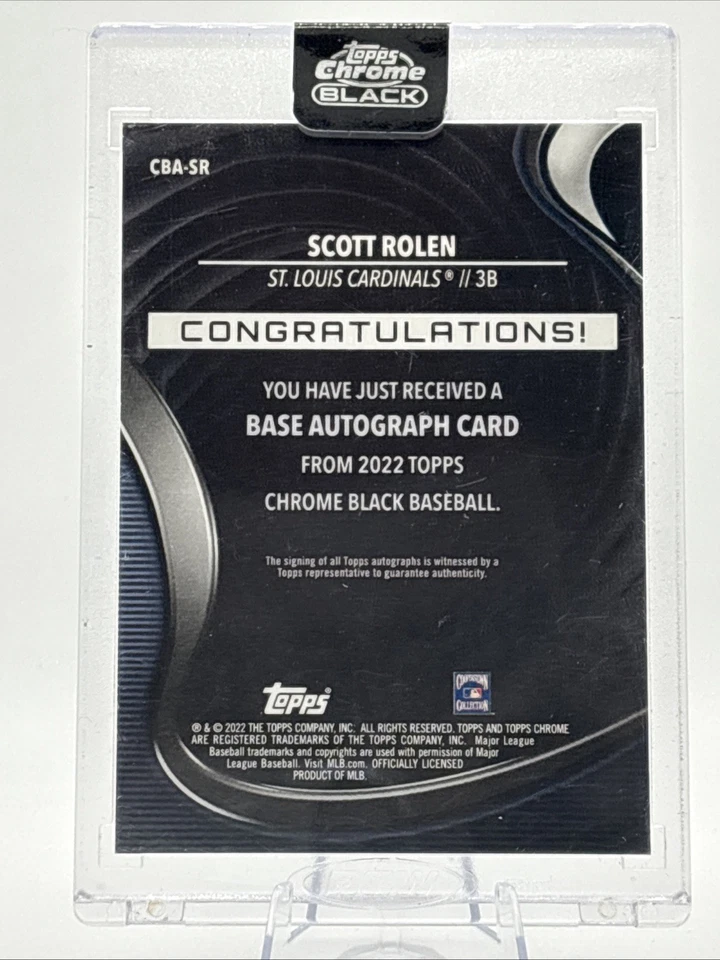 Topps
Chrome
BLACK
CBA-SR
SCOTT ROLEN
ST. LOUIS CARDINALS® // 3B
CONGRATULATIONS!
YOU HAVE JUST RECEIVED A
BASE AUTOGRAPH CARD
FROM 2022 TOPPS
CHROME BLACK BASEBALL.
The signing of all Topps autographs is witnessed by a
Topps representative to guarantee authenticity.
Topps®
COOPERSTOWN
COLLECTION
® & © 2022 THE TOPPS COMPANY, INC. ALL RIGHTS RESERVED. TOPPS AND TOPPS CHROME
ARE REGISTERED TRADEMARKS OF THE TOPPS COMPANY, INC. Major League
Baseball trademarks and copyrights are used with permission of Major
League Baseball. Visit MLB.com. OFFICIALLY LICENSED
PRODUCT OF MLB.